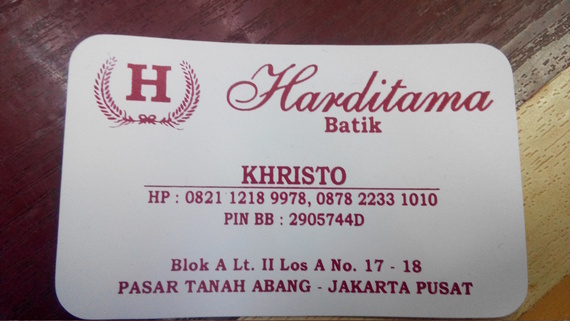 H
Harditama
Batik
KHRISTO
HP : 0821 1218 9978, 0878 2233 1010
PIN BB : 2905744D
Blok A Lt. II Los A No. 17 - 18
PASAR TANAH ABANG - JAKARTA PUSAT